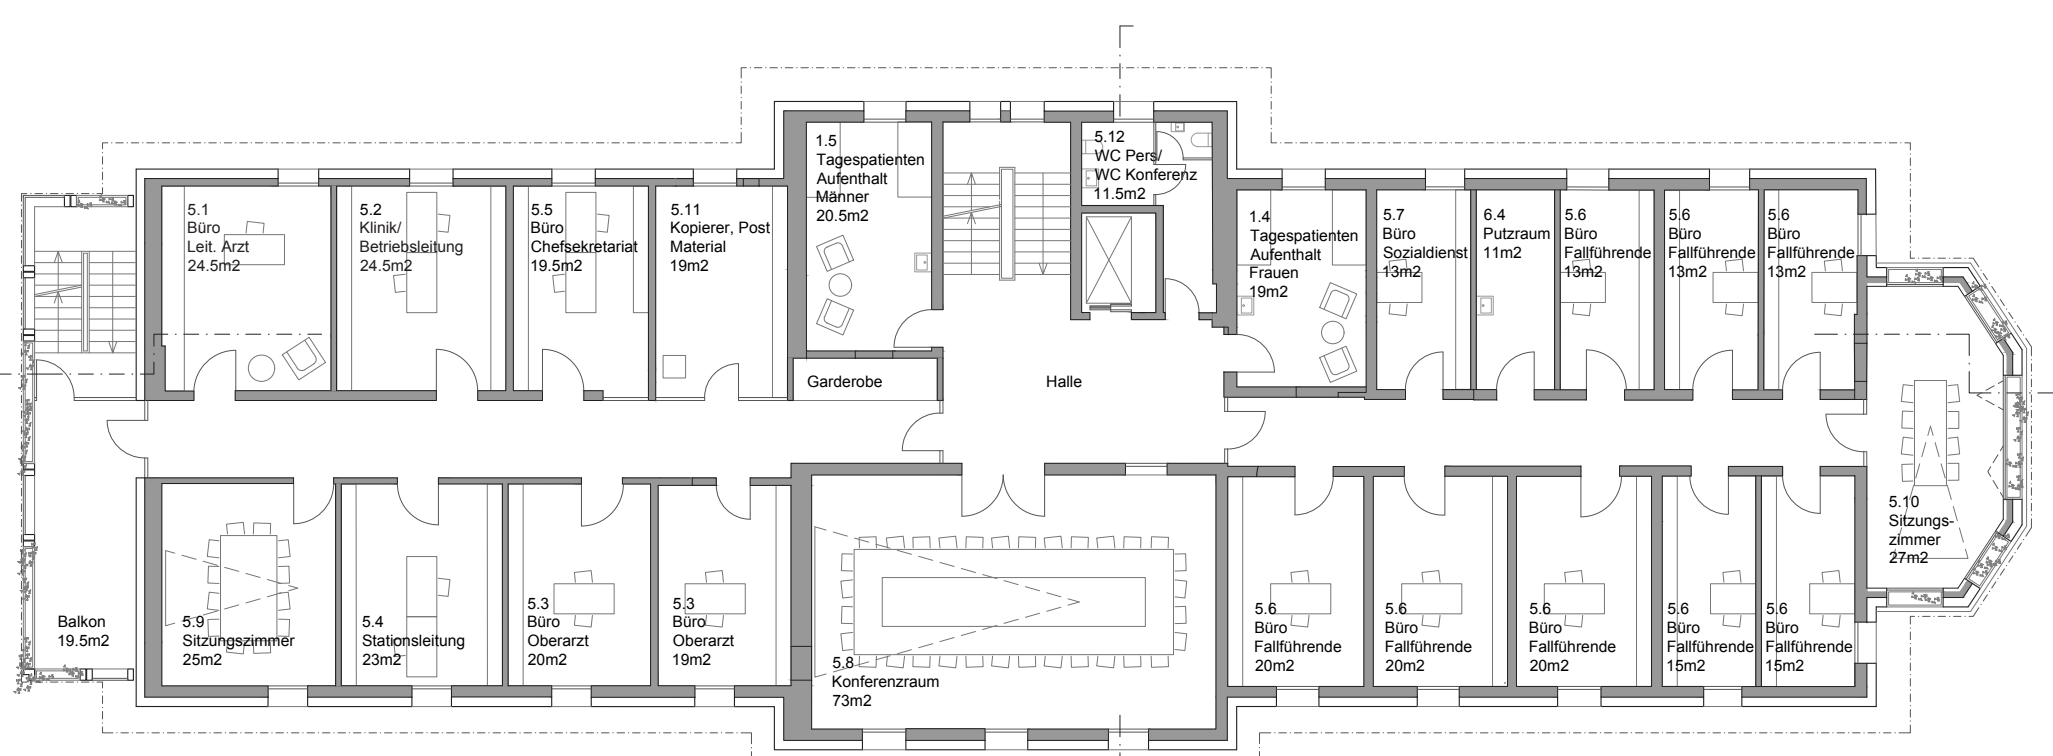 5.1
Büro
Leit. Arzt
24.5m2
5.2
Klinik/
Betriebsleitung
24.5m2
5.5
Büro
Chefsekretariat
19.5m2
5.11
Kopierer, Post
Material
19m2
1.5
Tagespatienten
Aufenthalt
Männer
20.5m2
5.12
WC Pers/
WC Konferenz
11.5m2
1.4
Tagespatienten
Aufenthalt
Frauen
19m2
5.7
Büro
Sozialdienst
13m2
6.4
Putzraum
11m2
5.6
Büro
Fallführende
13m2
5.6
Büro
Fallführende
13m2
5.6
Büro
Fallführende
13m2
Garderobe
Halle
Balkon
19.5m2
5.9
Sitzungszimmer
25m2
5.4
Stationsleitung
23m2
5.3
Büro
Oberarzt
20m2
5.3
Büro
Oberarzt
19m2
5.8
Konferenzraum
73m2
5.6
Büro
Fallführende
20m2
5.6
Büro
Fallführende
20m2
5.6
Büro
Fallführende
20m2
5.6
Büro
Fallführende
15m2
5.6
Büro
Fallführende
15m2
5.10
Sitzungs-
zimmer
27m2